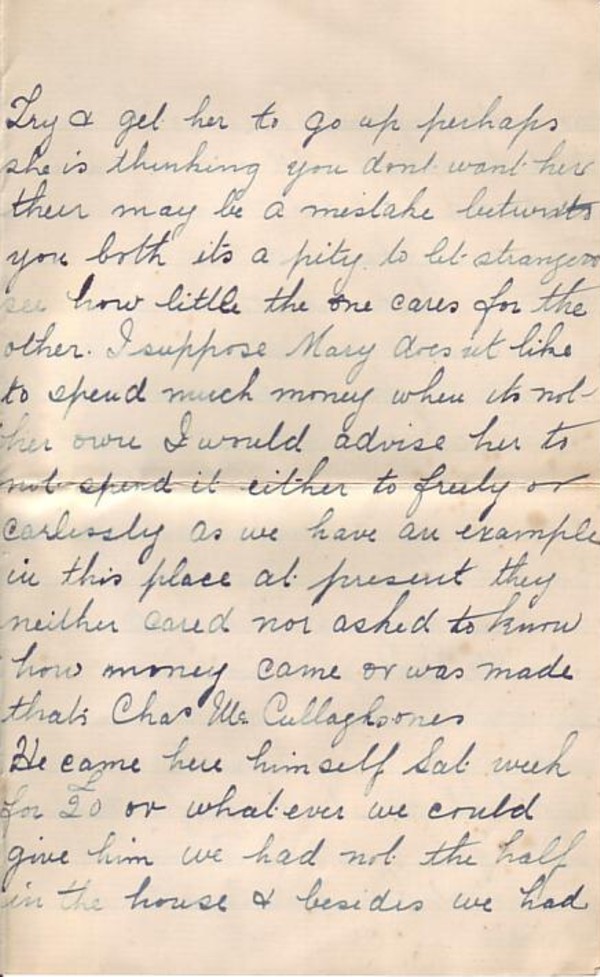 Try & get her to go up perhaps
she is thinking you dont want her
their may be a mistake betwixts
you both its a pity to let strangers
see how little the one cares for the
other. I suppose Mary does nt like
to spend much money when its not
her own I would advise her to
not spend it either to freely or
carlessly as we have an example
in this place at present they
neither cared nor asked to know
how money came or was made
thats Chas Mc Cullaghs ones
He came here himself Sat week
for £20 or whatever we could
give him we had not the half
in the house & besides we had